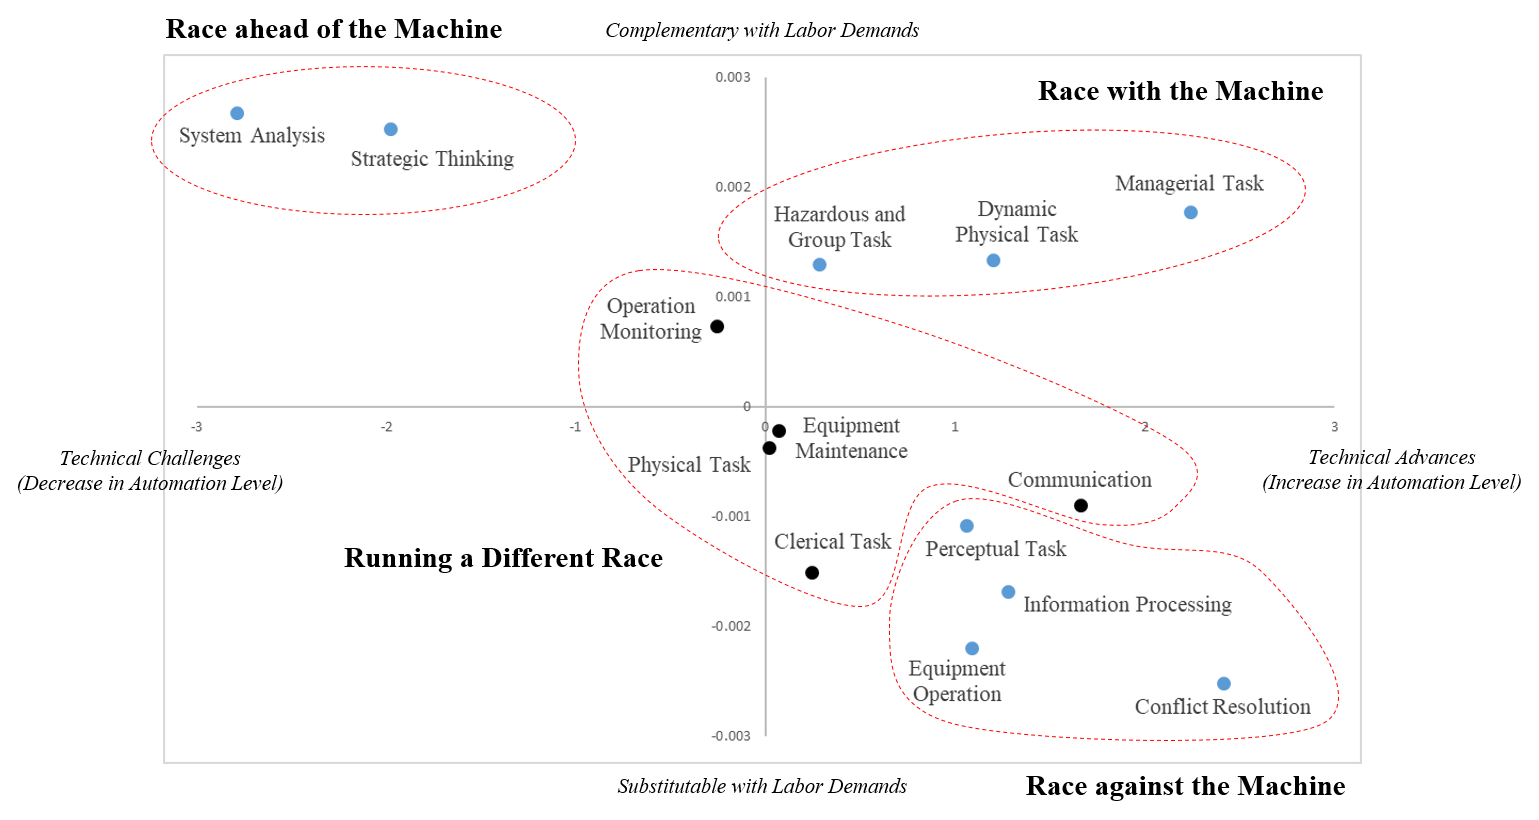 Race ahead of the Machine
Complementary with Labor Demands
0.003
Race with the Machine
System Analysis
Strategic Thinking
0.002
Managerial Task
Hazardous and
Group Task
Dynamic
Physical Task
0.001
Operation
Monitoring
0
-3
-2
-1
0
1
2
3
Equipment
Maintenance
Technical Challenges
(Decrease in Automation Level)
Physical Task
Technical Advances
(Increase in Automation Level)
Communication
-0.001
Clerical Task
Perceptual Task
Running a Different Race
Information Processing
-0.002
Equipment
Operation
Conflict Resolution
-0.003
Substitutable with Labor Demands
Race against the Machine